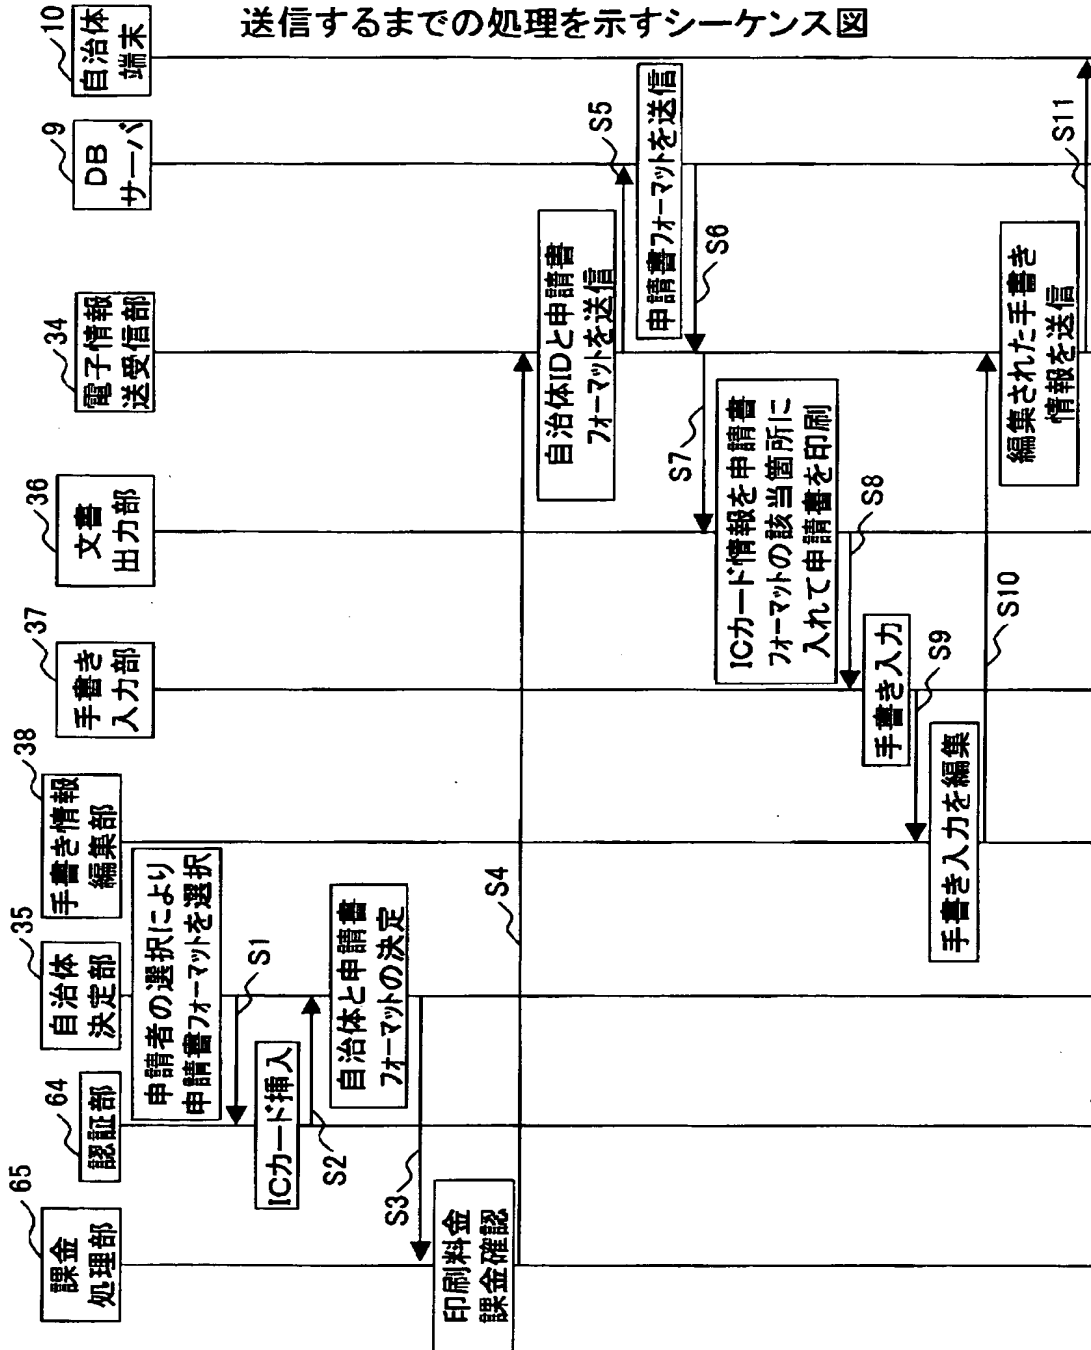 送信するまでの処理を示すシーケンス図
65
課金
処理部
64
認証部
35
自治体
決定部
38
手書き情報
編集部
37
手書き
入力部
36
文書
出力部
34
電子情報
送受信部
9
DB
サーバ
10
自治体
端末
申請者の選択により
申請書フォーマットを選択
S1
ICカード挿入
S2
自治体と申請書
フォーマットの決定
S3
印刷料金
課金確認
S4
自治体IDと申請書
フォーマットを送信
S5
申請書フォーマットを送信
S6
S7
ICカード情報を申請書
フォーマットの該当箇所に
入れて申請書を印刷
S8
手書き入力
S9
手書き入力を編集
S10
編集された手書き
情報を送信
S11